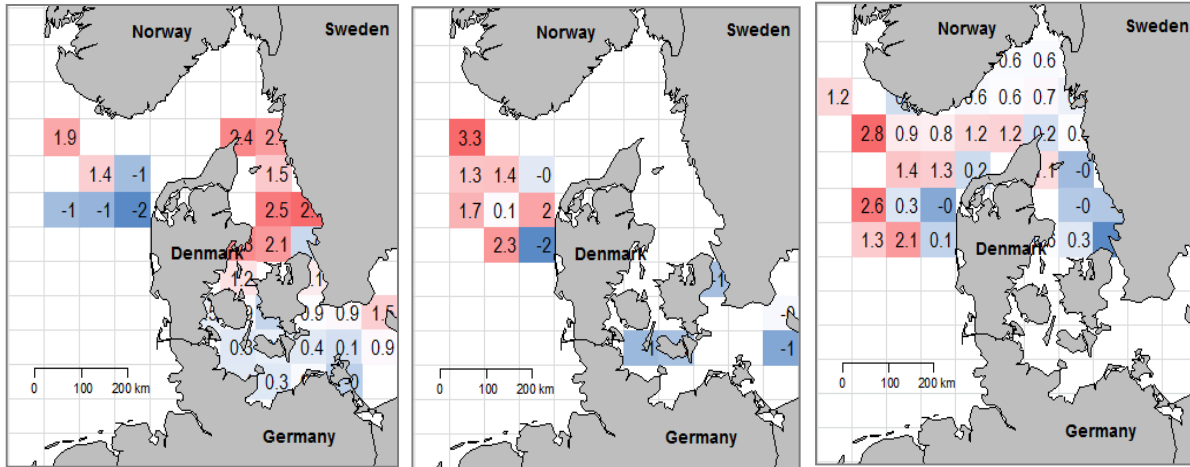 Norway Sweden
1.9 2.4
1.4 -1 1.5
-1 -1 -2 2.5
Denmark 2.1
1.2
0.9 1.5
0.3 0.4 0.1 0.9
0.3 -0
0 100 200 km
Germany
Norway Sweden
3.3
1.3 1.4 -0
1.7 0.1 2
Denmark 2.3 -2
-1
-0
-1 -1
0 100 200 km
Germany
Norway Sweden
0.6 0.6
1.2 0.6 0.6 0.7
2.8 0.9 0.8 1.2 1.2 0.2
1.4 1.3 0.2 -0
2.6 0.3 -0 -0
1.3 2.1 0.1 Denmark 0.3
0 100 200 km
Germany